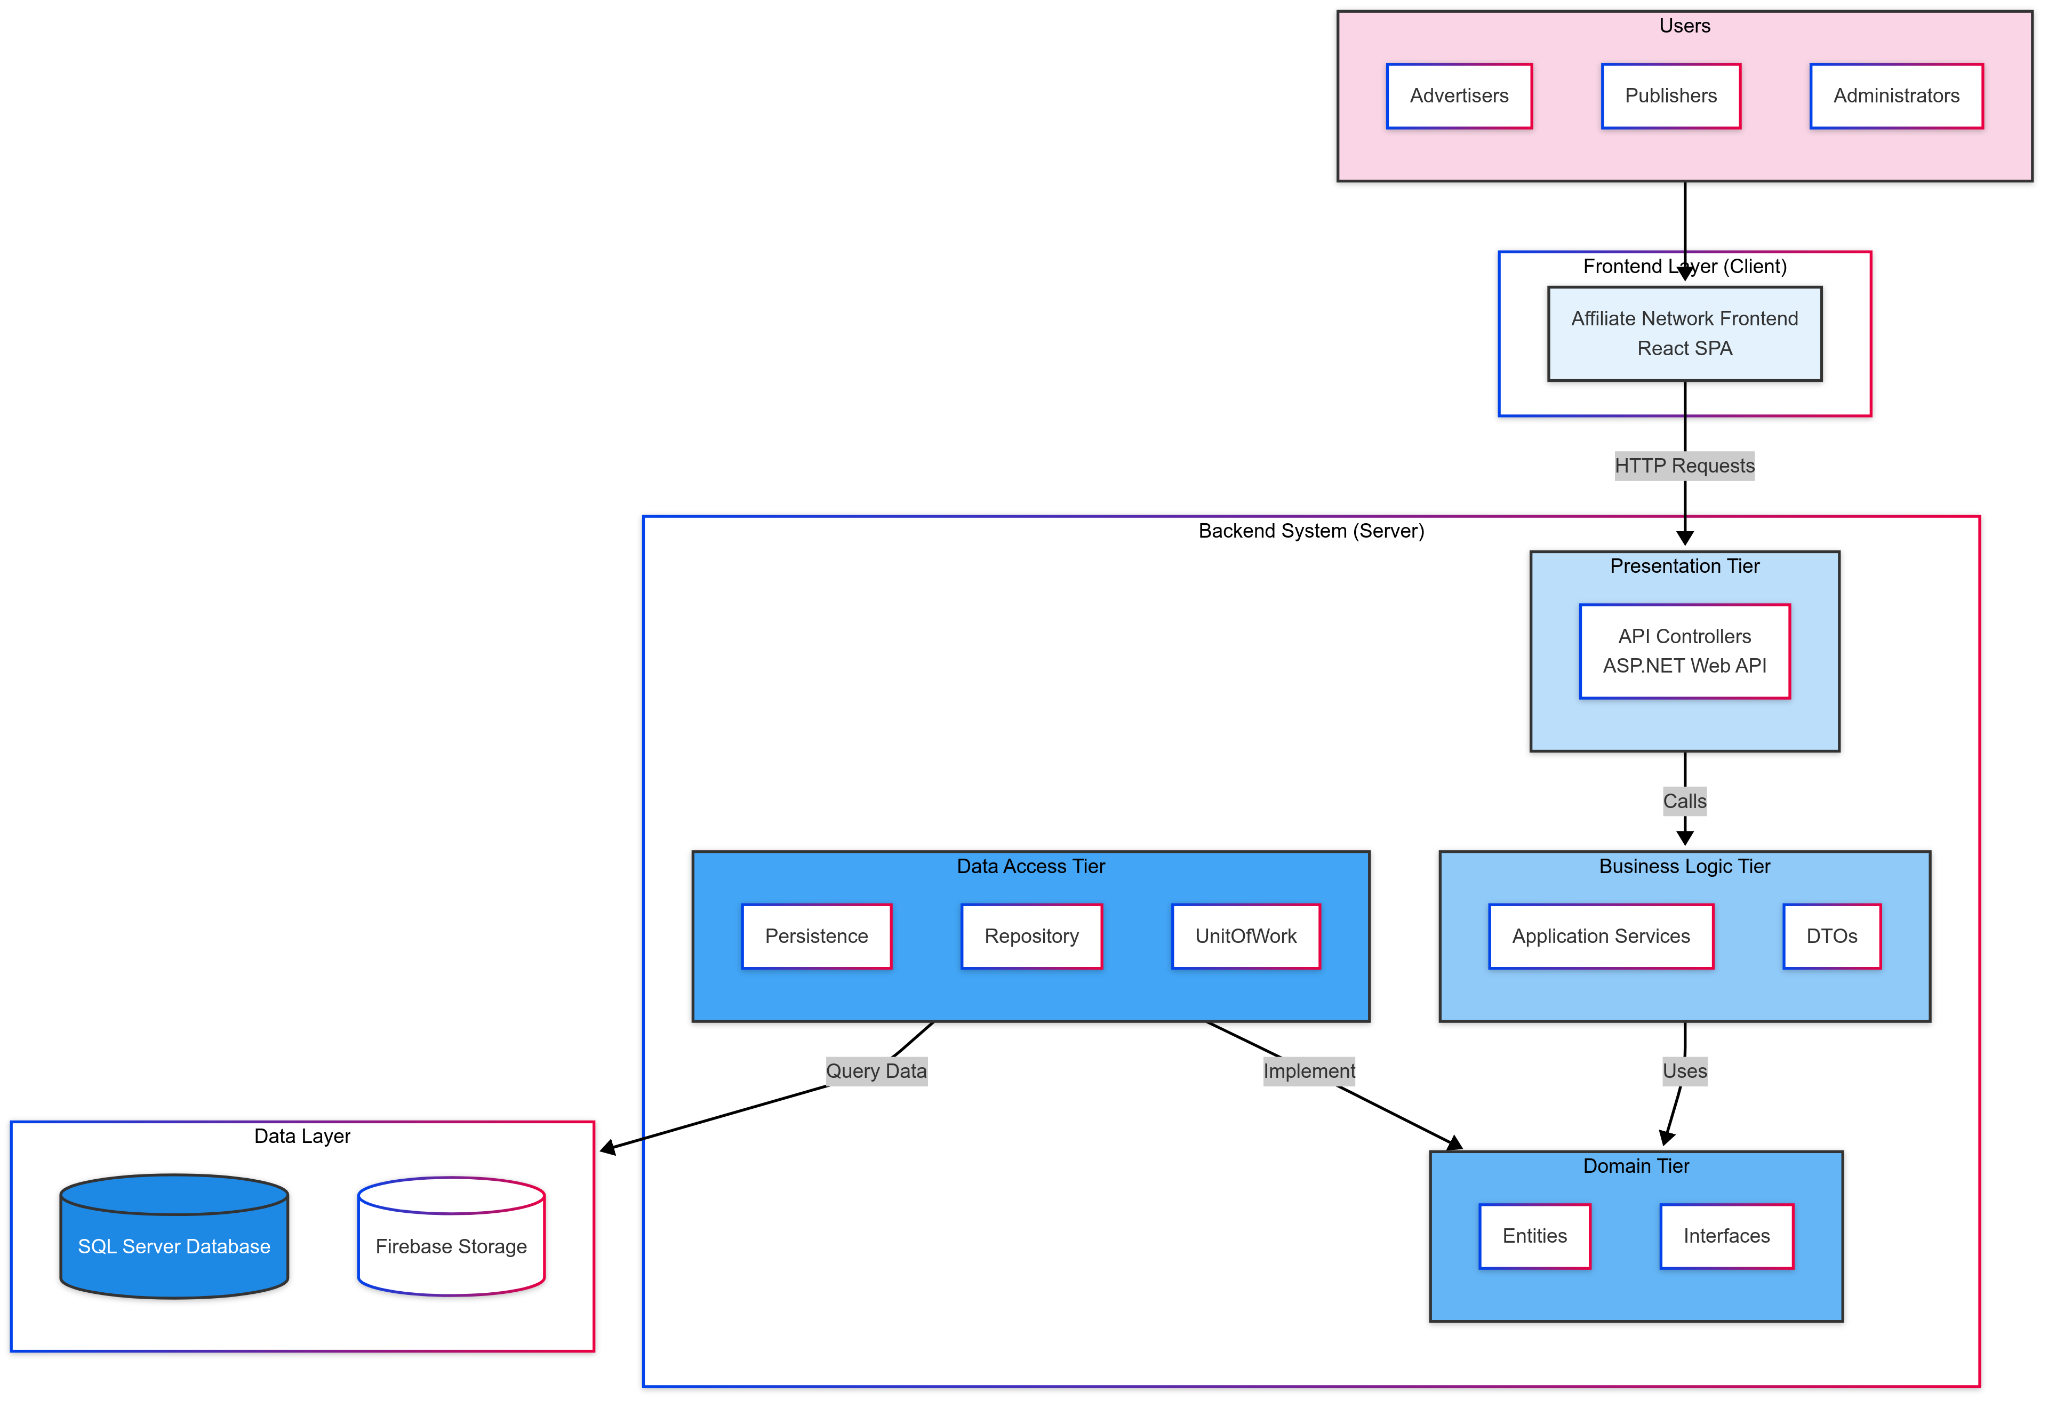 Users
Advertisers
Publishers
Administrators
Frontend Layer (Client)
Affiliate Network Frontend
React SPA
HTTP Requests
Backend System (Server)
Presentation Tier
API Controllers
ASP.NET Web API
Calls
Data Access Tier
Persistence
Repository
UnitOfWork
Business Logic Tier
Application Services
DTOs
Query Data
Implement
Uses
Data Layer
SQL Server Database
Firebase Storage
Domain Tier
Entities
Interfaces